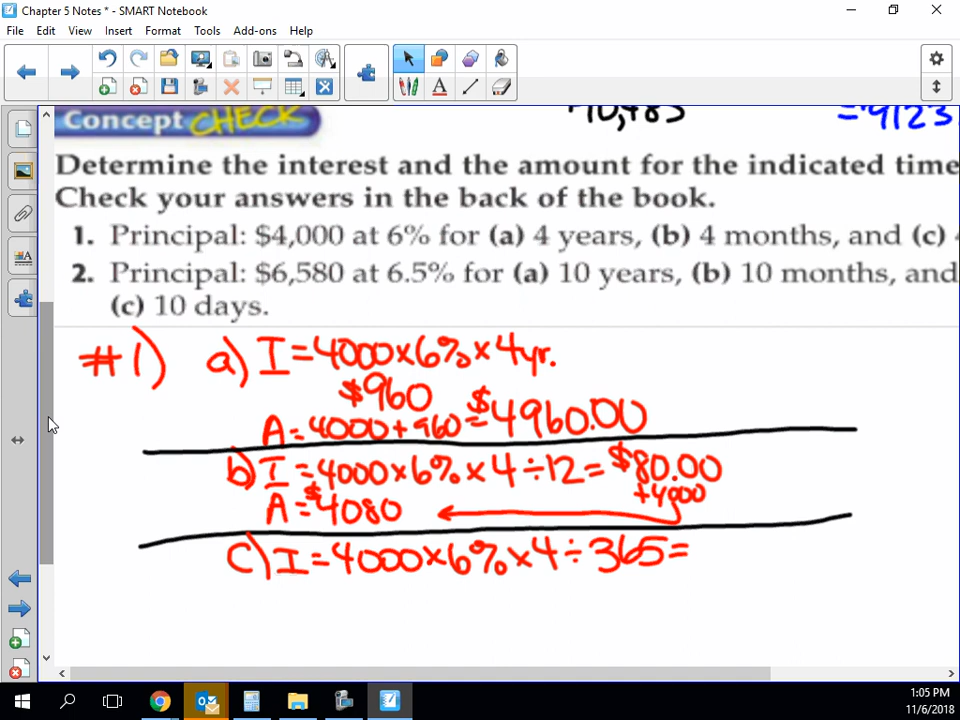 Chapter 5 Notes * - SMART Notebook
File Edit View Insert Format Tools Add-ons Help
Concept CHECK
=9123
Determine the interest and the amount for the indicated time
Check your answers in the back of the book.
1. Principal: $4,000 at 6% for (a) 4 years, (b) 4 months, and (c)
2. Principal: $6,580 at 6.5% for (a) 10 years, (b) 10 months, and
(c) 10 days.
#1) a) I=4000×6%×4yr.
$960
A=4000+960=$4960.00
b) I=4000×6%×4÷12=$80.00
+4000
A=$4080
c) I=4000×6%×4÷365=
1:05 PM
11/6/2018